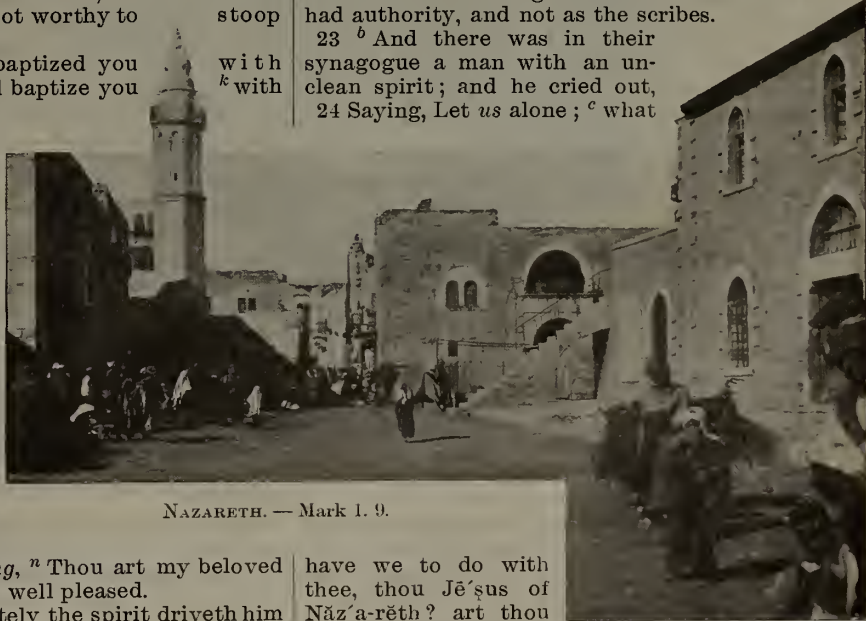 ot worthy to stoop
baptized you with
baptize you k with
had authority, and not as the scribes.
23 b And there was in their
synagogue a man with an un-
clean spirit; and he cried out,
24 Saying, Let us alone; c what
NAZARETH. — Mark 1. 9.
n Thou art my beloved
well pleased.
the spirit driveth him
have we to do with
thee, thou Jē´ṣus of
Năz´a-rĕth? art thou